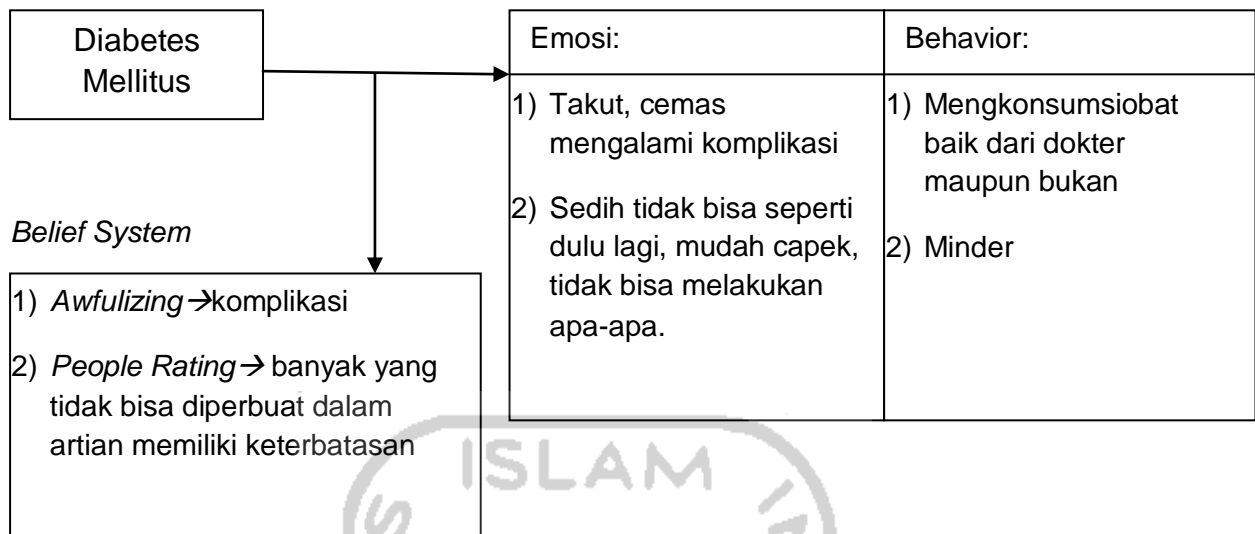 Diabetes
Mellitus
Emosi:
Behavior:
1) Takut, cemas
mengalami komplikasi
2) Sedih tidak bisa seperti
dulu lagi, mudah capek,
tidak bisa melakukan
apa-apa.
1) Mengkonsumsiobat
baik dari dokter
maupun bukan
2) Minder
Belief System
1) Awfulizing→komplikasi
2) People Rating→ banyak yang
tidak bisa diperbuat dalam
artian memiliki keterbatasan
ISLAM